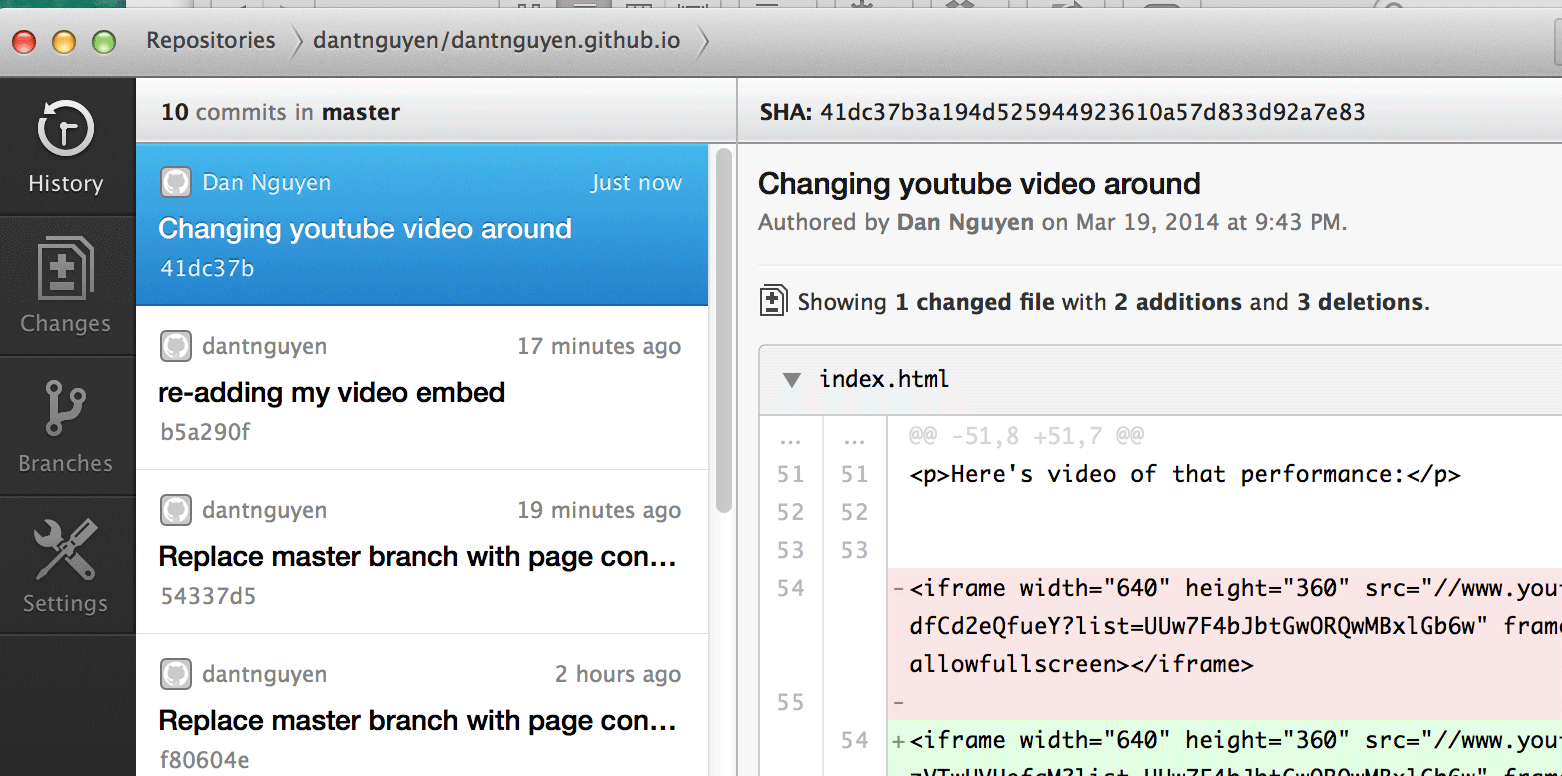 Repositories dantnguyen/dantnguyen.github.io
History
Changes
Branches
Settings
10 commits in master
Dan Nguyen Just now
Changing youtube video around
41dc37b
dantnguyen 17 minutes ago
re-adding my video embed
b5a290f
dantnguyen 19 minutes ago
Replace master branch with page con...
54337d5
dantnguyen 2 hours ago
Replace master branch with page con...
f80604e
SHA: 41dc37b3a194d525944923610a57d833d92a7e83
Changing youtube video around
Authored by Dan Nguyen on Mar 19, 2014 at 9:43 PM.
Showing 1 changed file with 2 additions and 3 deletions.
index.html
... ... @@ -51,8 +51,7 @@
51 51 <p>Here's video of that performance:</p>
52 52
53 53
54 -<iframe width="640" height="360" src="//www.you
dfCd2eQfueY?list=UUw7F4bJbtGwORQwMBxlGb6w" fram
allowfullscreen></iframe>
55 -
54 +<iframe width="640" height="360" src="//www.you